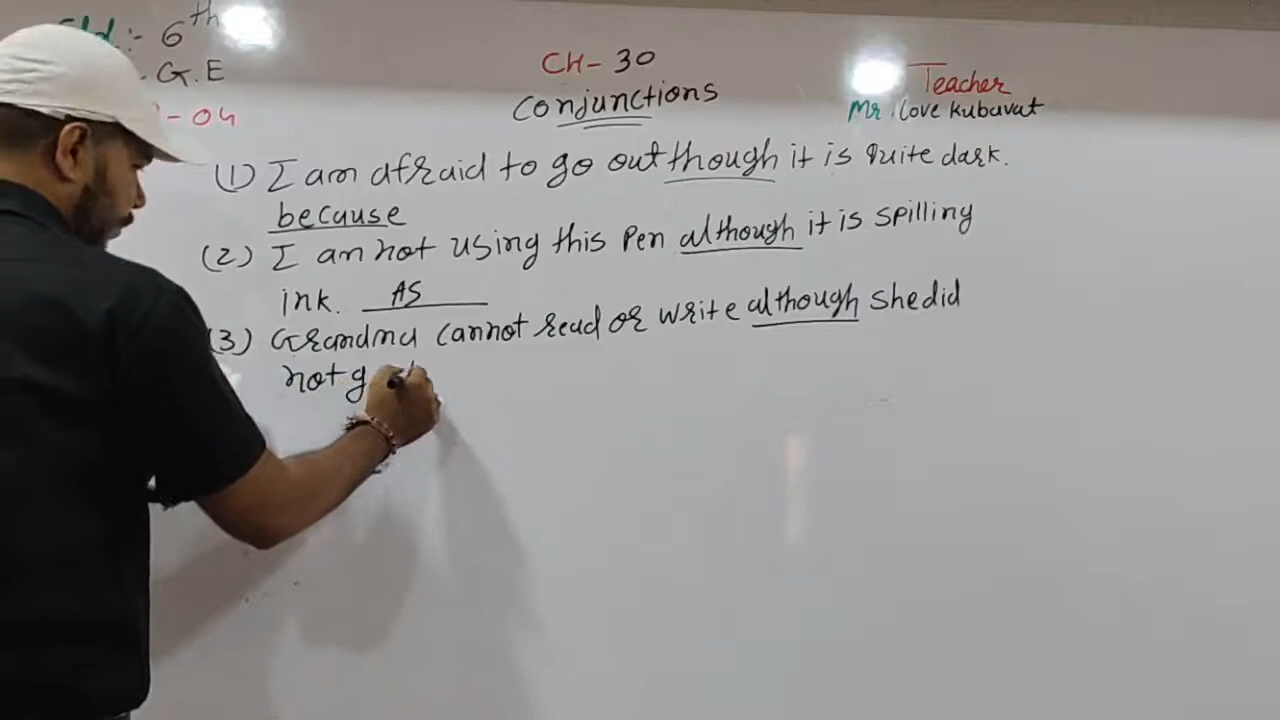 6th
G.E
- 04
CH- 30
Conjunctions
Teacher
Mr. Love Kubavat
(1) I am afraid to go out though it is quite dark.
because
(2) I am not using this Pen although it is spilling
ink. AS
(3) Grandma cannot read or write although she did
not g